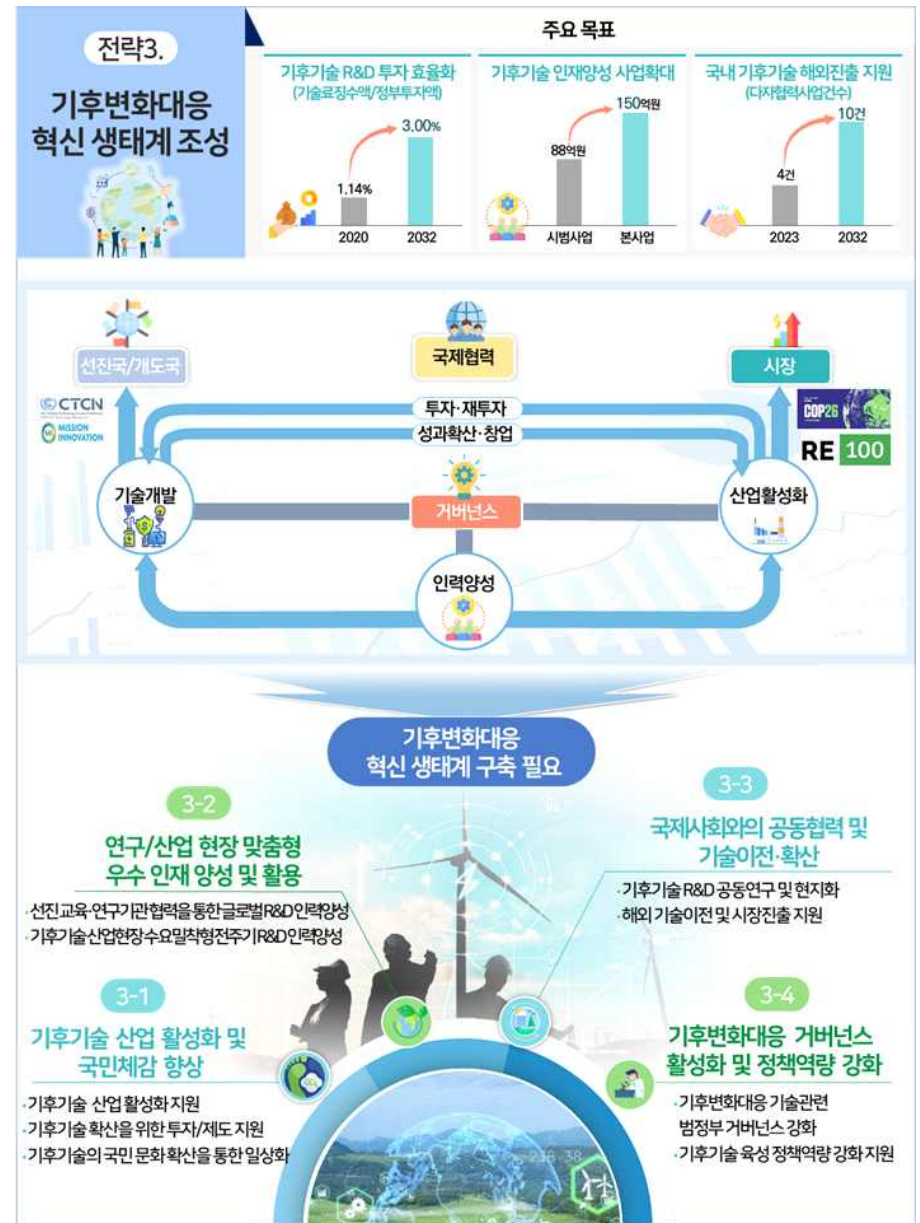 전략3.
기후변화대응
혁신 생태계 조성
주요 목표
기후기술 R&D 투자 효율화
(기술료징수액/정부투자액)
3.00%
1.14%
2020
2032
기후기술 인재양성 사업확대
150억원
88억원
시범사업
본사업
국내 기후기술 해외진출 지원
(다자협력사업건수)
10건
4건
2023
2032
선진국/개도국
국제협력
시장
CTCN
MISSION
INNOVATION
투자·재투자
성과확산·창업
COP26
RE 100
기술개발
거버넌스
산업활성화
인력양성
기후변화대응
혁신 생태계 구축 필요
3-2
연구/산업 현장 맞춤형
우수 인재 양성 및 활용
·선진 교육·연구기관협력을 통한 글로벌 R&D 인력양성
·기후기술 산업현장 수요밀착형 전주기 R&D 인력양성
3-3
국제사회와의 공동협력 및
기술이전·확산
·기후기술 R&D 공동연구 및 현지화
·해외 기술이전 및 시장진출 지원
3-1
기후기술 산업 활성화 및
국민체감 향상
·기후기술 산업 활성화 지원
·기후기술 확산을 위한 투자/제도 지원
·기후기술의 국민 문화 확산을 통한 일상화
3-4
기후변화대응 거버넌스
활성화 및 정책역량 강화
·기후변화대응 기술관련
범정부 거버넌스 강화
·기후기술 육성 정책역량 강화 지원